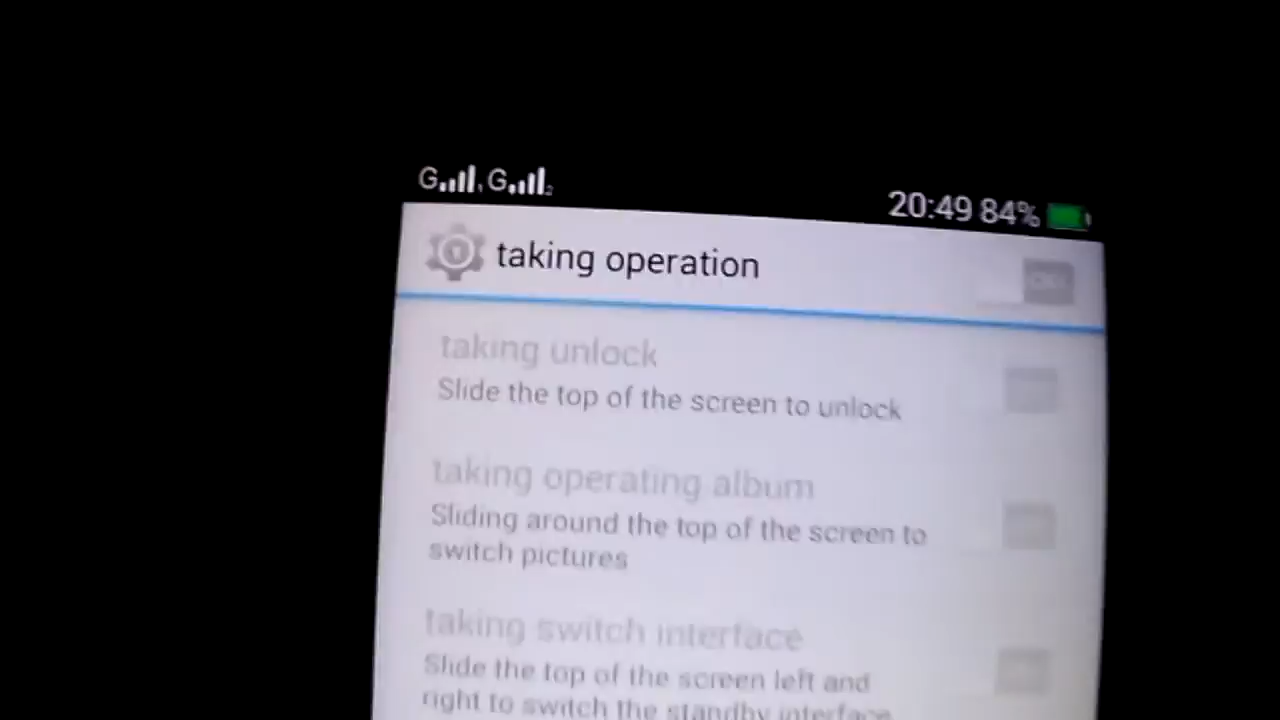 G 1 G 2 20:49 84%
taking operation
taking unlock
Slide the top of the screen to unlock
taking operating album
Sliding around the top of the screen to
switch pictures
taking switch interface
Slide the top of the screen left and
right to switch the standby interface